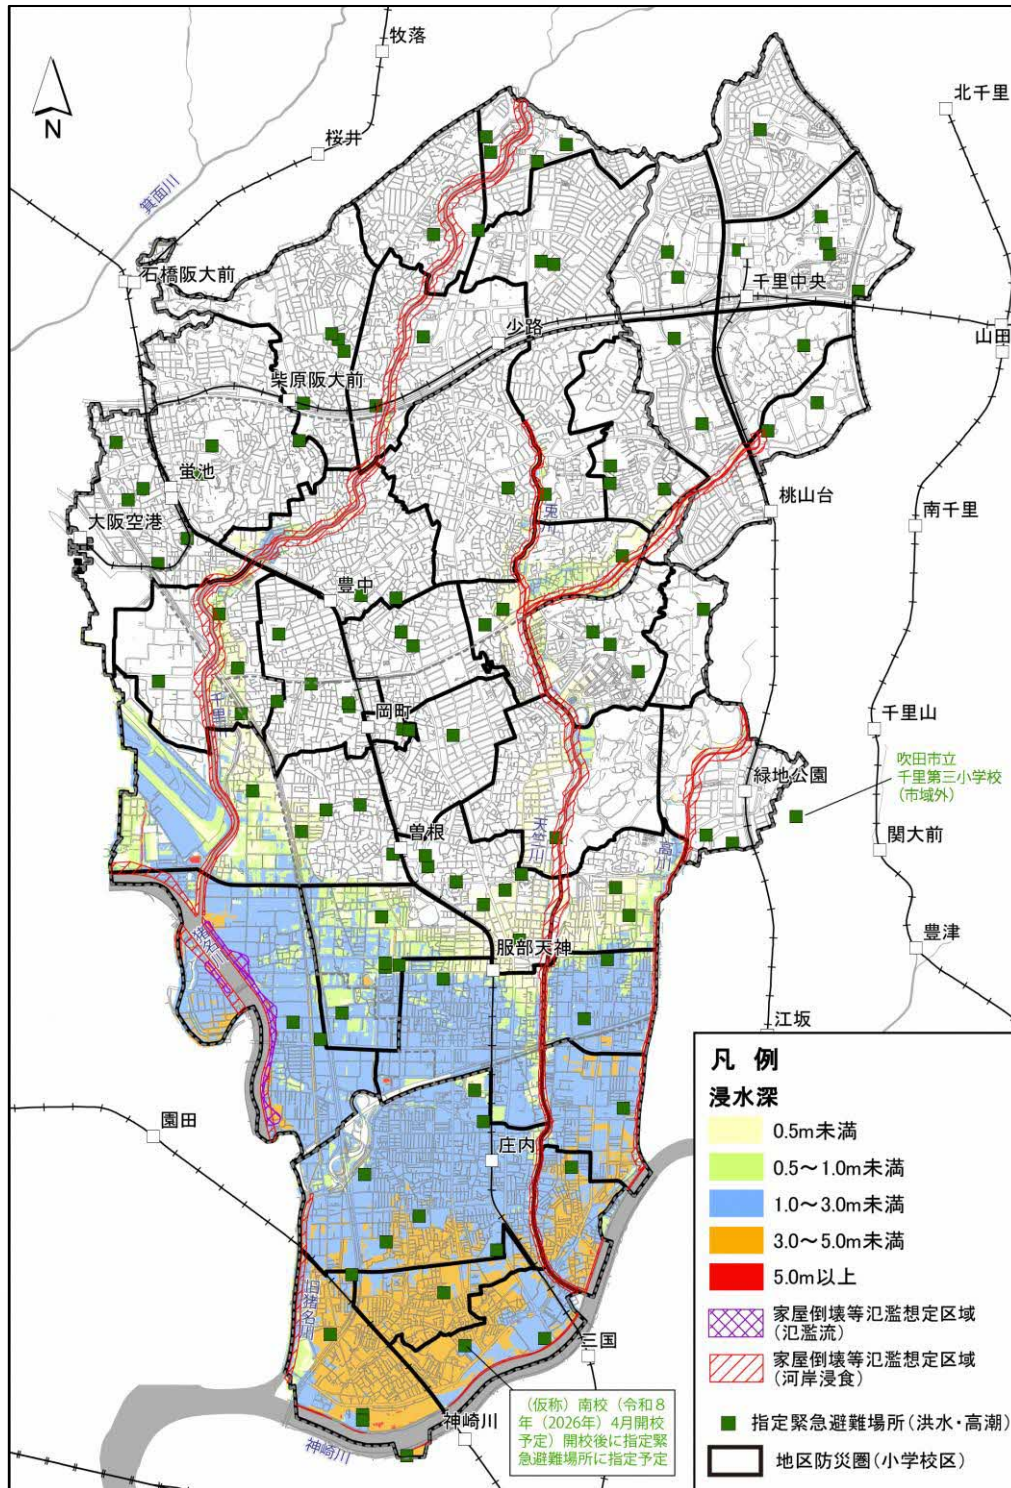 牧落
北千里
桜井
N
箕面川
石橋阪大前
千里中央
少路
山田
柴原阪大前
蛍池
桃山台
大阪空港
南千里
兎川
豊中
千里
岡町
千里山
緑地公園
吹田市立
千里第三小学校
(市域外)
曽根
天竺川
高川
関大前
猪名川
服部天神
豊津
江坂
園田
庄内
旧猪名川
三国
神崎川
神崎川
(仮称)南校(令和8
年(2026年)4月開校
予定)開校後に指定緊
急避難場所に指定予定
凡 例
浸水深
0.5m未満
0.5~1.0m未満
1.0~3.0m未満
3.0~5.0m未満
5.0m以上
家屋倒壊等氾濫想定区域
(氾濫流)
家屋倒壊等氾濫想定区域
(河岸浸食)
指定緊急避難場所(洪水・高潮)
地区防災圏(小学校区)